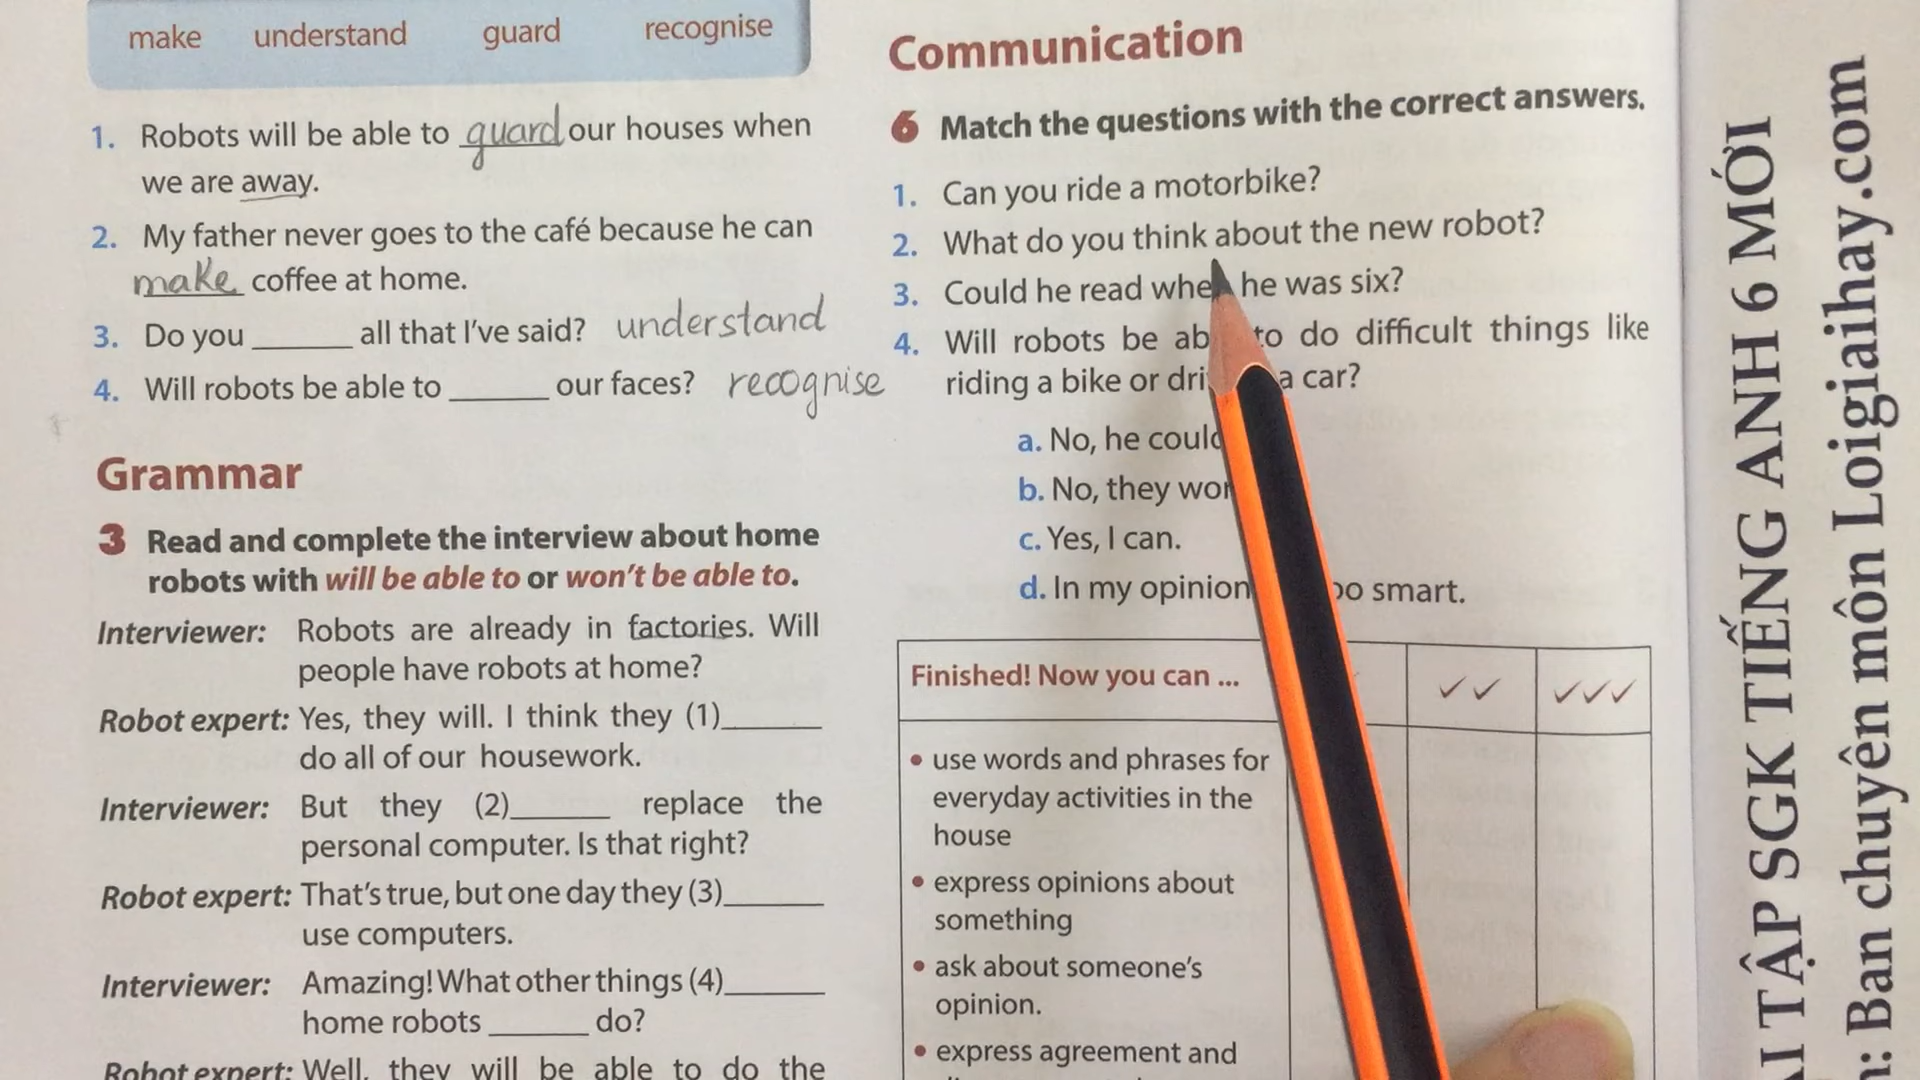 make understand guard recognise
1. Robots will be able to guard our houses when
we are away.
2. My father never goes to the café because he can
make coffee at home.
3. Do you ______ all that I've said? understand
4. Will robots be able to ______ our faces? recognise
Grammar
3 Read and complete the interview about home
robots with will be able to or won't be able to.
Interviewer: Robots are already in factories. Will
people have robots at home?
Robot expert: Yes, they will. I think they (1)______
do all of our housework.
Interviewer: But they (2)______ replace the
personal computer. Is that right?
Robot expert: That's true, but one day they (3)______
use computers.
Interviewer: Amazing! What other things (4)______
home robots ______ do?
Robot expert: Well, they will be able to do the
Communication
6 Match the questions with the correct answers.
1. Can you ride a motorbike?
2. What do you think about the new robot?
3. Could he read he was six?
4. Will robots be to do difficult things like
riding a bike or a car?
a. No, he
b. No, they
c. Yes, I can.
d. In my opinion smart.
Finished! Now you can ... ✓✓ ✓✓✓
• use words and phrases for
everyday activities in the
house
• express opinions about
something
• ask about someone's
opinion.
• express agreement and
TẬP SGK TIẾNG ANH 6 MỚI
Ban chuyên môn Loigiaihay.com